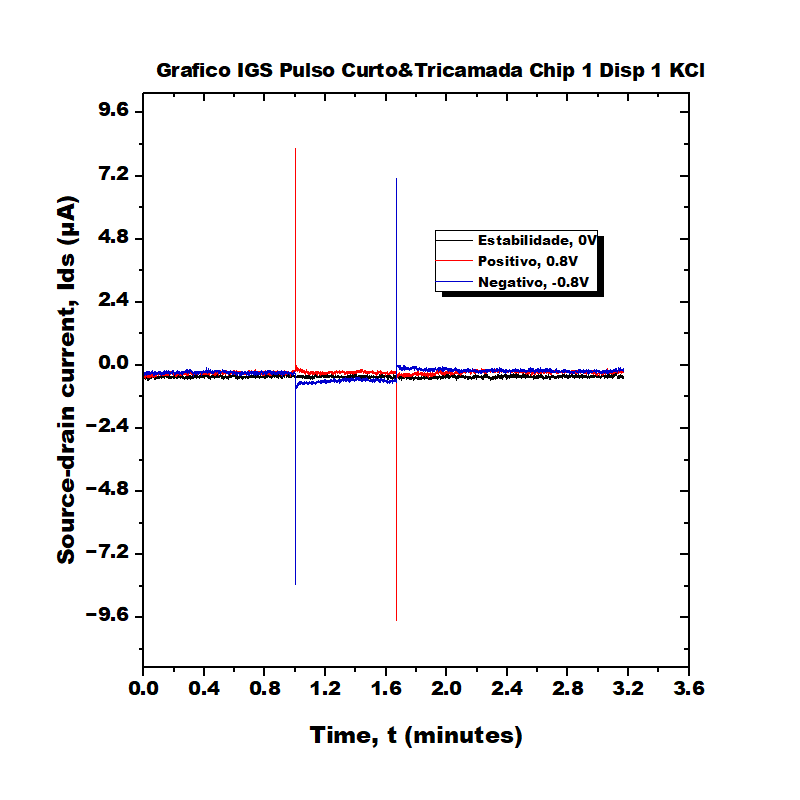 Grafico IGS Pulso Curto&Tricamada Chip 1 Disp 1 KCl
9.6
7.2
4.8
2.4
0.0
−2.4
−4.8
−7.2
−9.6
Source-drain current, Ids (µA)
Estabilidade, 0V
Positivo, 0.8V
Negativo, -0.8V
0.0 0.4 0.8 1.2 1.6 2.0 2.4 2.8 3.2 3.6
Time, t (minutes)